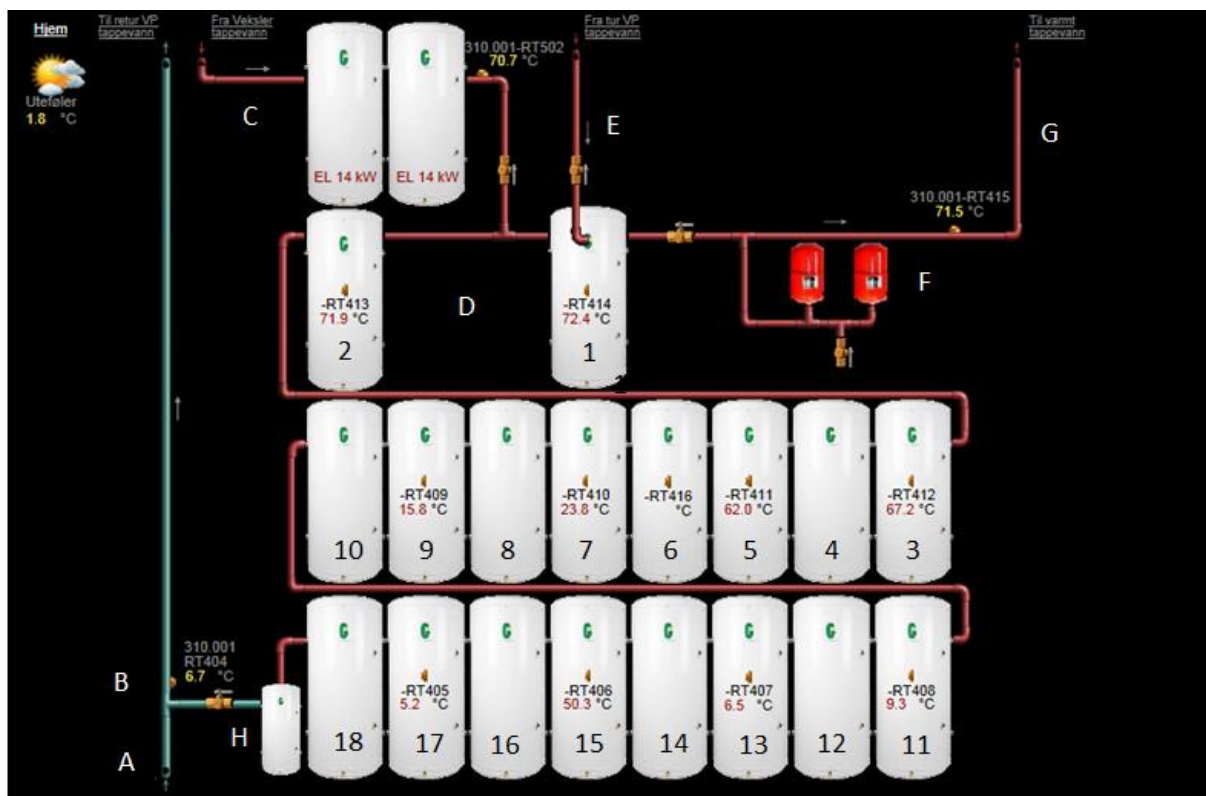 Hjem
Til retur VP
tappevann
Fra Veksler
tappevann
Fra tur VP
tappevann
Til varmt
tappevann
310.001-RT502
70.7 °C
Uteføler
1.8 °C
C
G
G
E
G
EL 14 kW
EL 14 kW
310.001-RT415
71.5 °C
G
-RT413
71.9 °C
2
D
-RT414
72.4 °C
1
F
G
G
G
G
G
G
G
G
-RT409
15.8 °C
-RT410
23.8 °C
-RT416
°C
-RT411
62.0 °C
-RT412
67.2 °C
10
9
8
7
6
5
4
3
G
G
G
G
G
G
G
G
310.001
RT404
6.7 °C
B
H
A
G
-RT405
5.2 °C
-RT406
50.3 °C
-RT407
6.5 °C
-RT408
9.3 °C
18
17
16
15
14
13
12
11